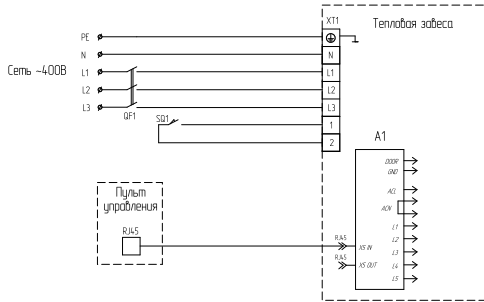 XT1
Тепловая завеса
PE
N
N
Сеть ~400В
L1
L1
L2
L2
L3
L3
QF1
SQ1
1
2
A1
DOOR
GND
ACL
ACN
L1
L2
L3
L4
L5
Пульт
управления
RJ45
RJ45
XS IN
RJ45
XS OUT